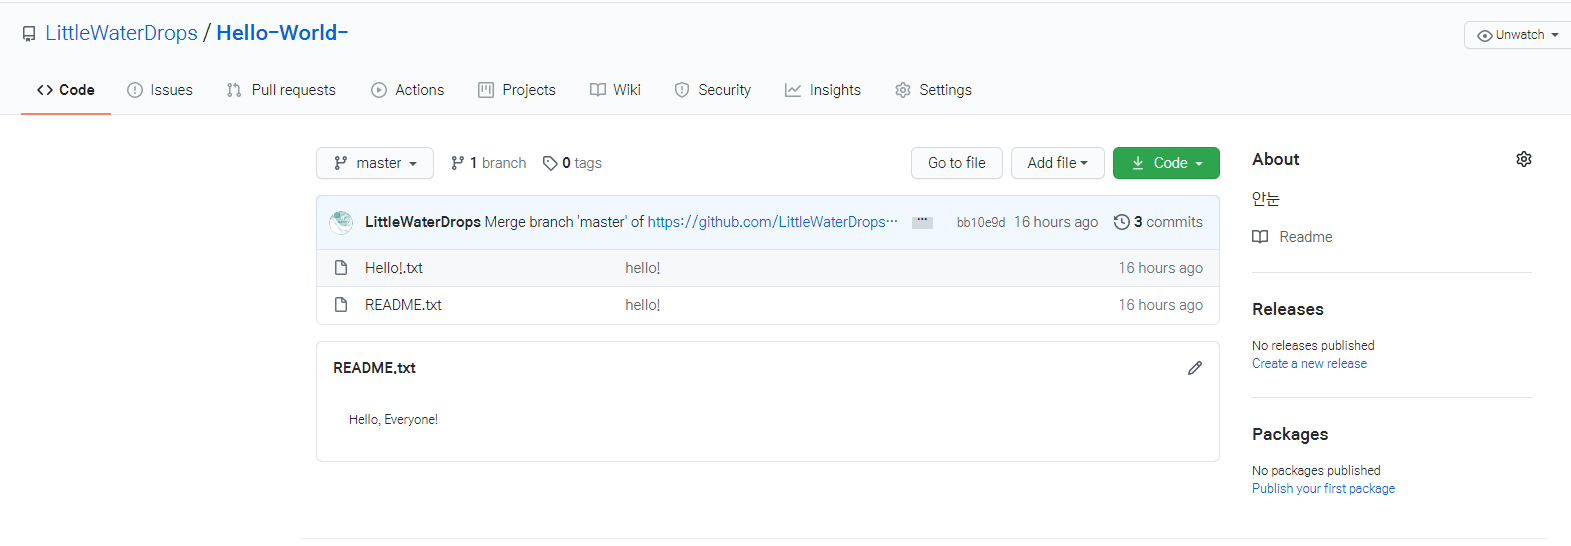 LittleWaterDrops / Hello-World-
Unwatch
Code Issues Pull requests Actions Projects Wiki Security Insights Settings
master 1 branch 0 tags Go to file Add file Code
LittleWaterDrops Merge branch 'master' of https://github.com/LittleWaterDrops… ... bb10e9d 16 hours ago 3 commits
Hello!.txt hello! 16 hours ago
README.txt hello! 16 hours ago
README.txt
Hello, Everyone!
About
안눈
Readme
Releases
No releases published
Create a new release
Packages
No packages published
Publish your first package